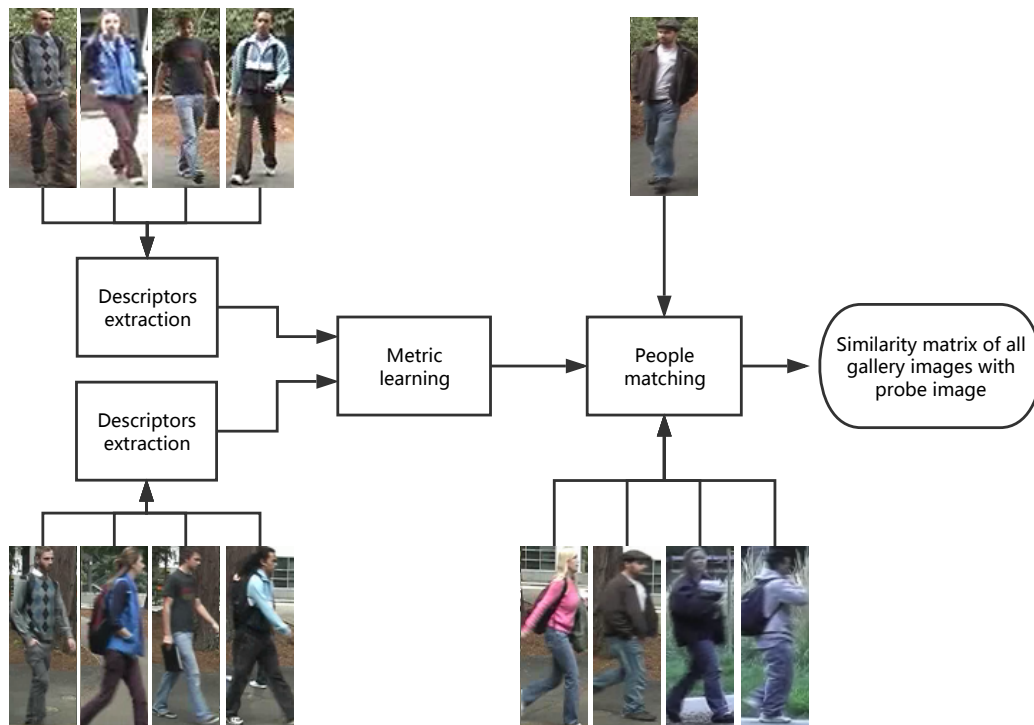 Descriptors
extraction
Descriptors
extraction
Metric
learning
People
matching
Similarity matrix of all
gallery images with
probe image